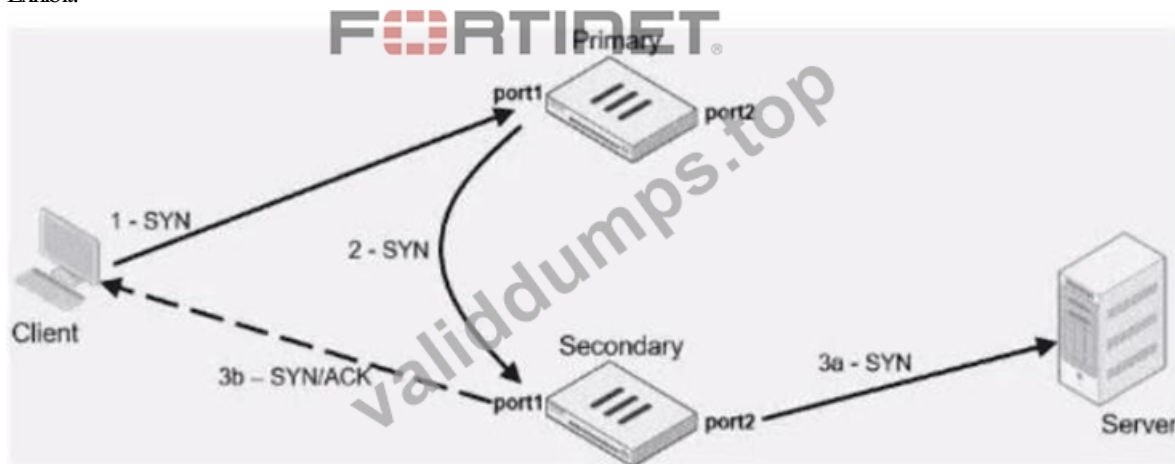 Exhibit:
FORTINET®
Primary
port1
port2
1 - SYN
2 - SYN
Client
Secondary
3a - SYN
3b – SYN/ACK
port1
port2
Server
validdumps.top